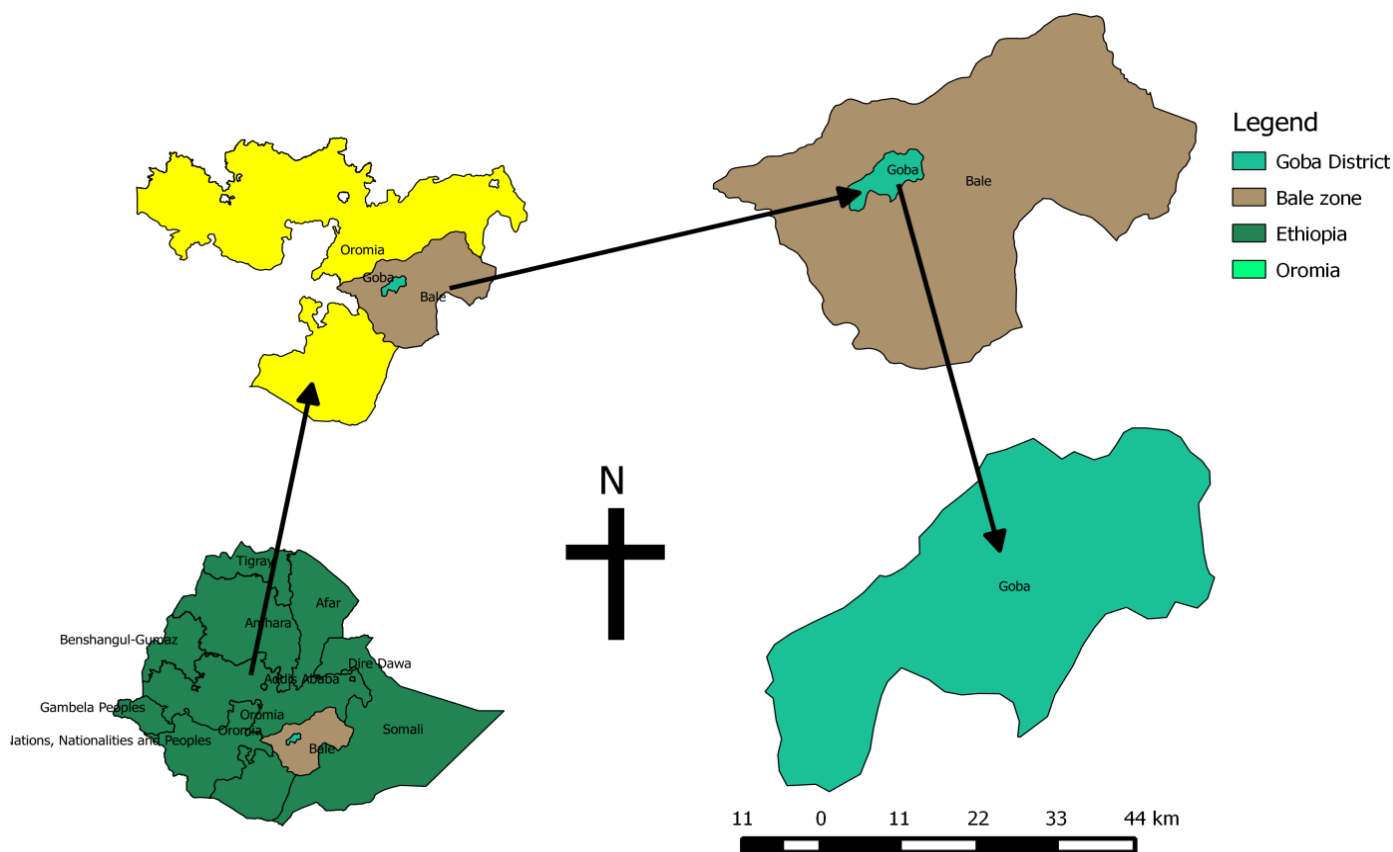 Legend
Goba District
Bale zone
Ethiopia
Oromia
Goba
Bale
Oromia
Goba
Bale
N
Goba
Tigray
Afar
Amhara
Benshangul-Gumaz
Dire Dawa
Addis Ababa
Gambela Peoples
Oromia
Oromia
Somali
Nations, Nationalities and Peoples
Bale
11 0 11 22 33 44 km